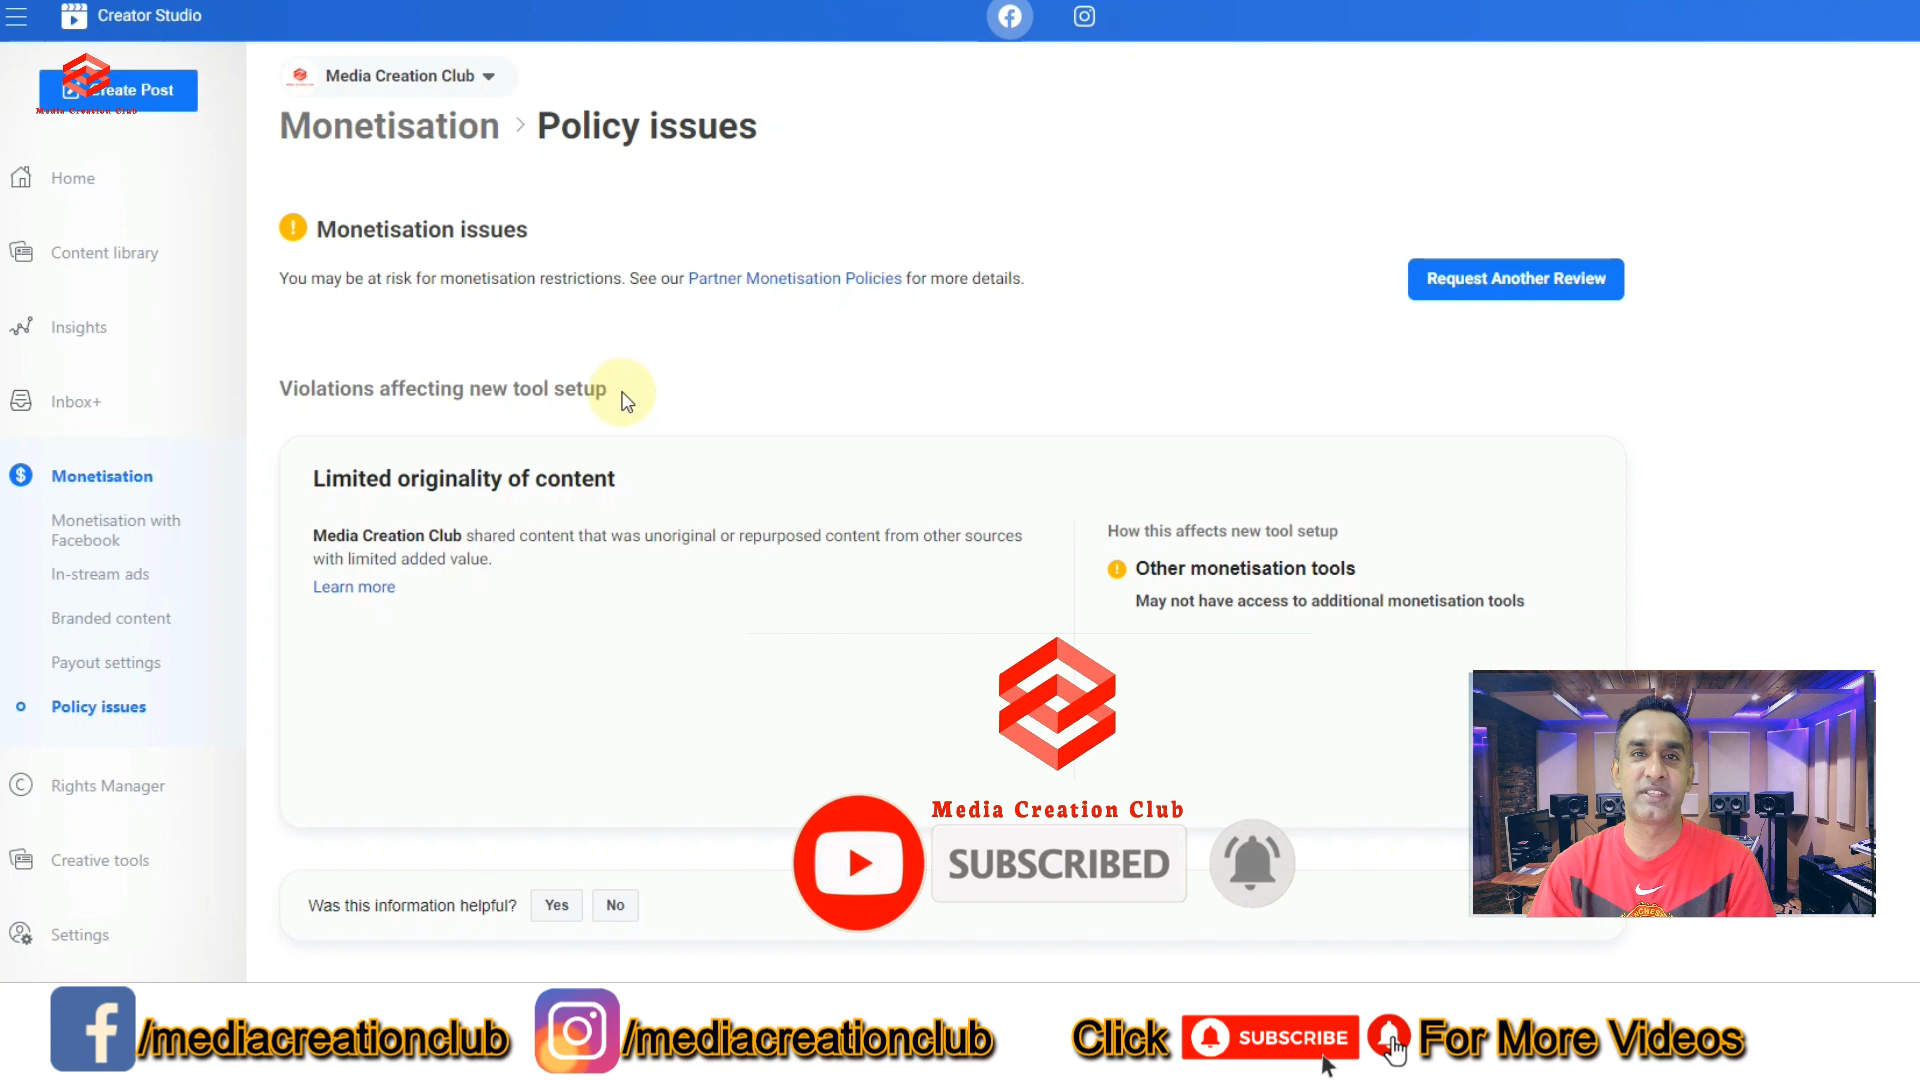 Creator Studio
Create Post
Media Creation Club
Home
Content library
Insights
Inbox+
Monetisation
Monetisation with
Facebook
In-stream ads
Branded content
Payout settings
Policy issues
Rights Manager
Creative tools
Settings
Media Creation Club
Monetisation > Policy issues
Monetisation issues
You may be at risk for monetisation restrictions. See our Partner Monetisation Policies for more details.
Request Another Review
Violations affecting new tool setup
Limited originality of content
Media Creation Club shared content that was unoriginal or repurposed content from other sources
with limited added value.
Learn more
How this affects new tool setup
Other monetisation tools
May not have access to additional monetisation tools
Media Creation Club
SUBSCRIBED
Was this information helpful? Yes No
/mediacreationclub
/mediacreationclub
Click SUBSCRIBE For More Videos